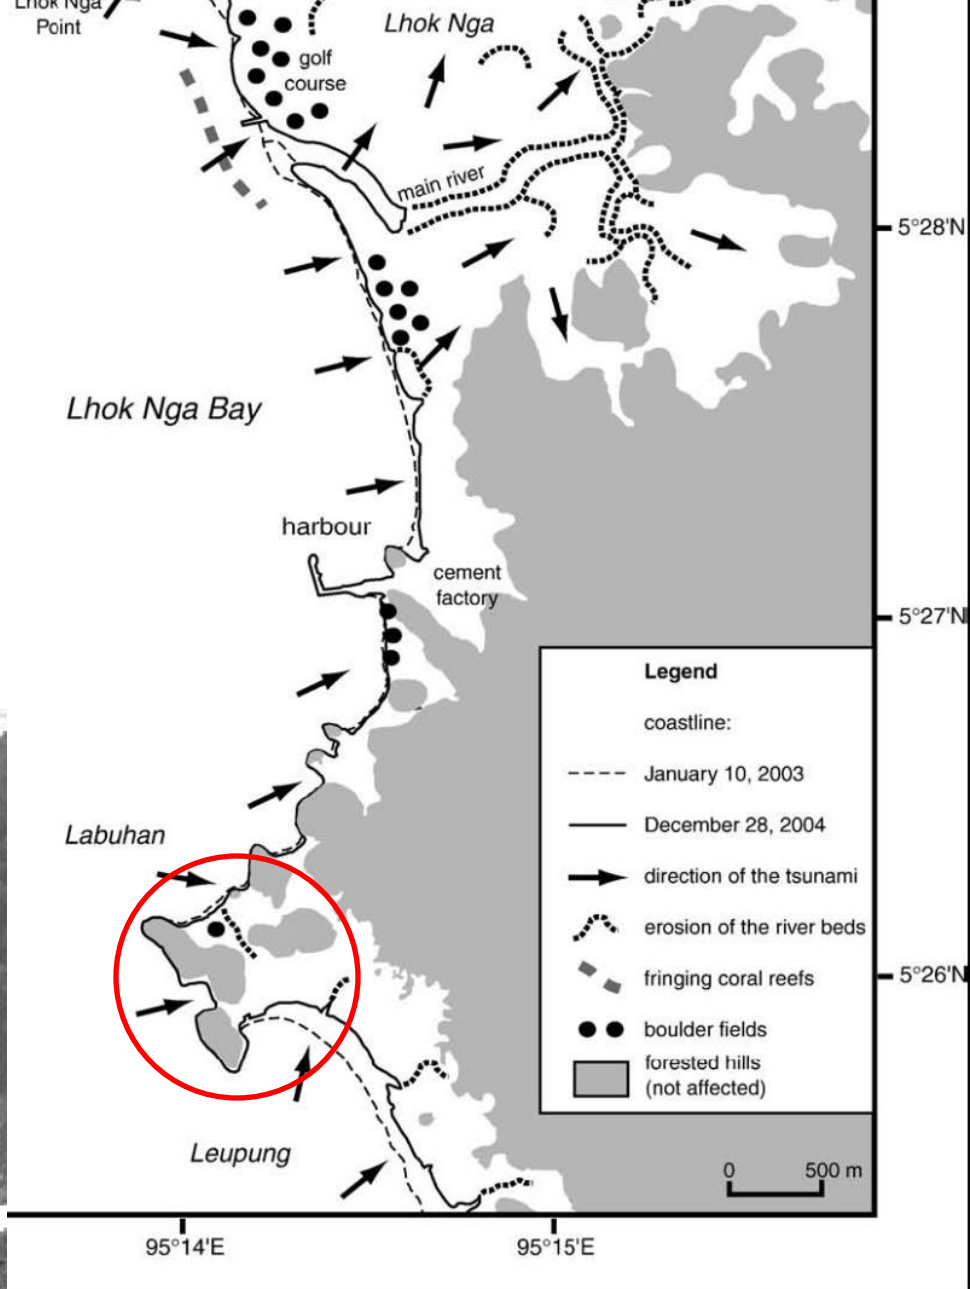 Lhok Nga
Point
Lhok Nga
golf
course
main river
5°28'N
Lhok Nga Bay
harbour
cement
factory
5°27'N
Legend
coastline:
January 10, 2003
December 28, 2004
direction of the tsunami
erosion of the river beds
fringing coral reefs
boulder fields
forested hills
(not affected)
Labuhan
5°26'N
Leupung
0 500 m
95°14'E 95°15'E